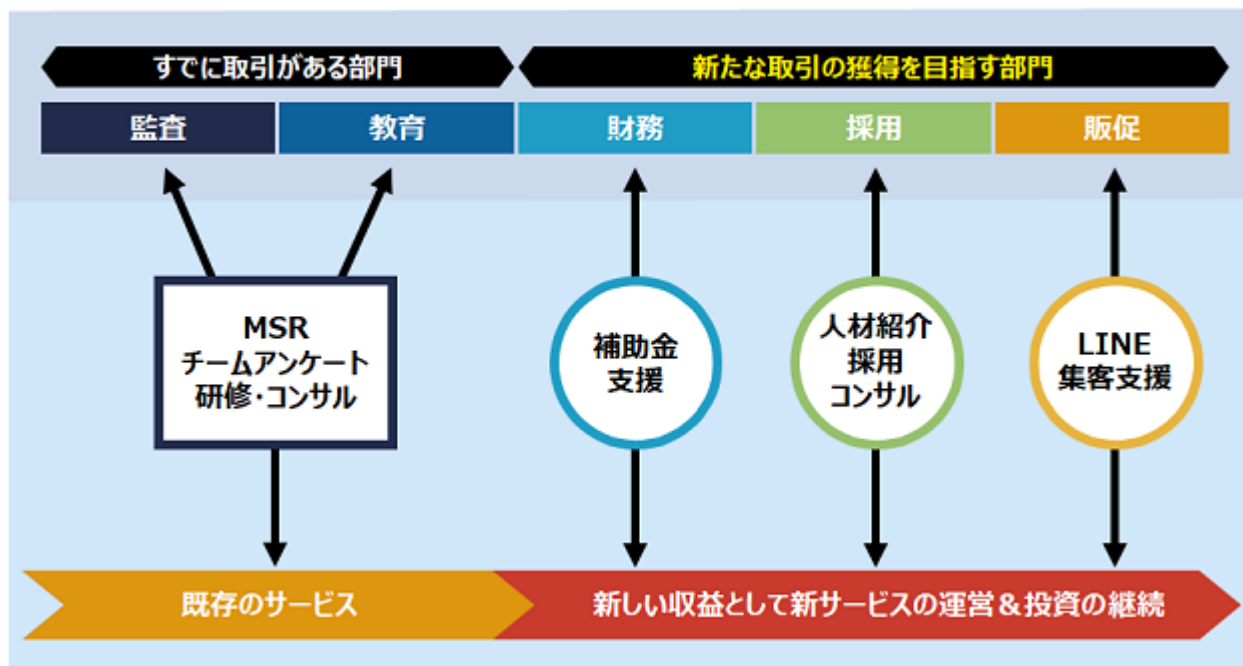 すでに取引がある部門
新たな取引の獲得を目指す部門
監査
教育
財務
採用
販促
MSR
チームアンケート
研修・コンサル
補助金
支援
人材紹介
採用
コンサル
LINE
集客支援
既存のサービス
新しい収益として新サービスの運営&投資の継続